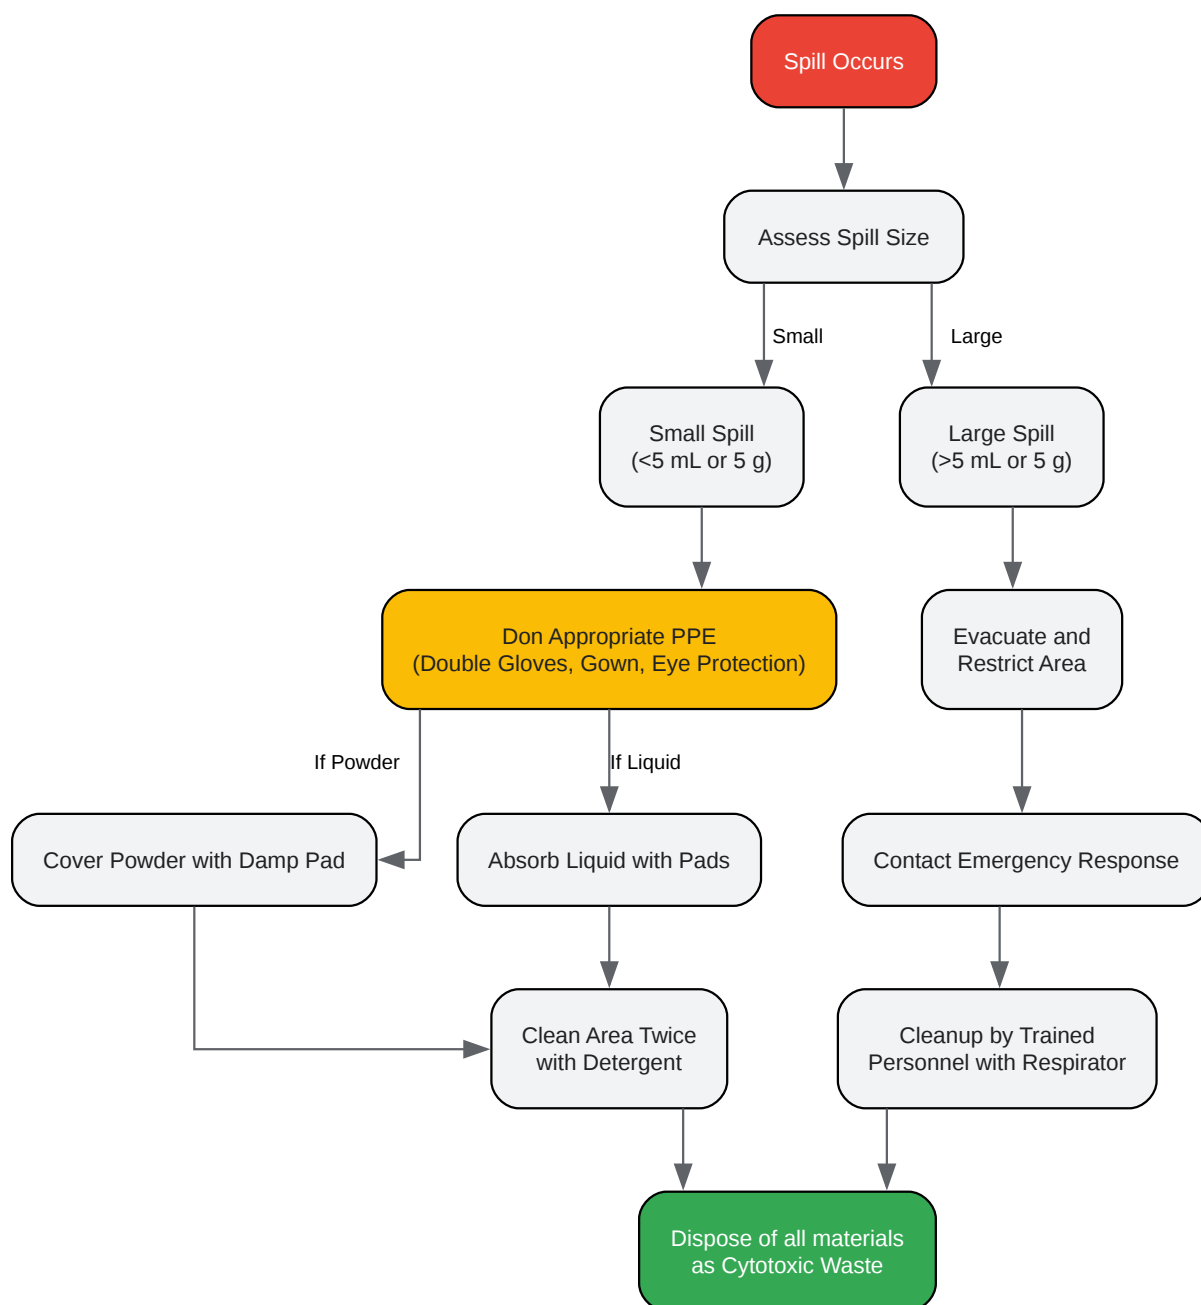 Spill Occurs
Assess Spill Size
Small
Large
Small Spill
(<5 mL or 5 g)
Large Spill
(>5 mL or 5 g)
Don Appropriate PPE
(Double Gloves, Gown, Eye Protection)
Evacuate and
Restrict Area
If Powder
If Liquid
Cover Powder with Damp Pad
Absorb Liquid with Pads
Contact Emergency Response
Clean Area Twice
with Detergent
Cleanup by Trained
Personnel with Respirator
Dispose of all materials
as Cytotoxic Waste